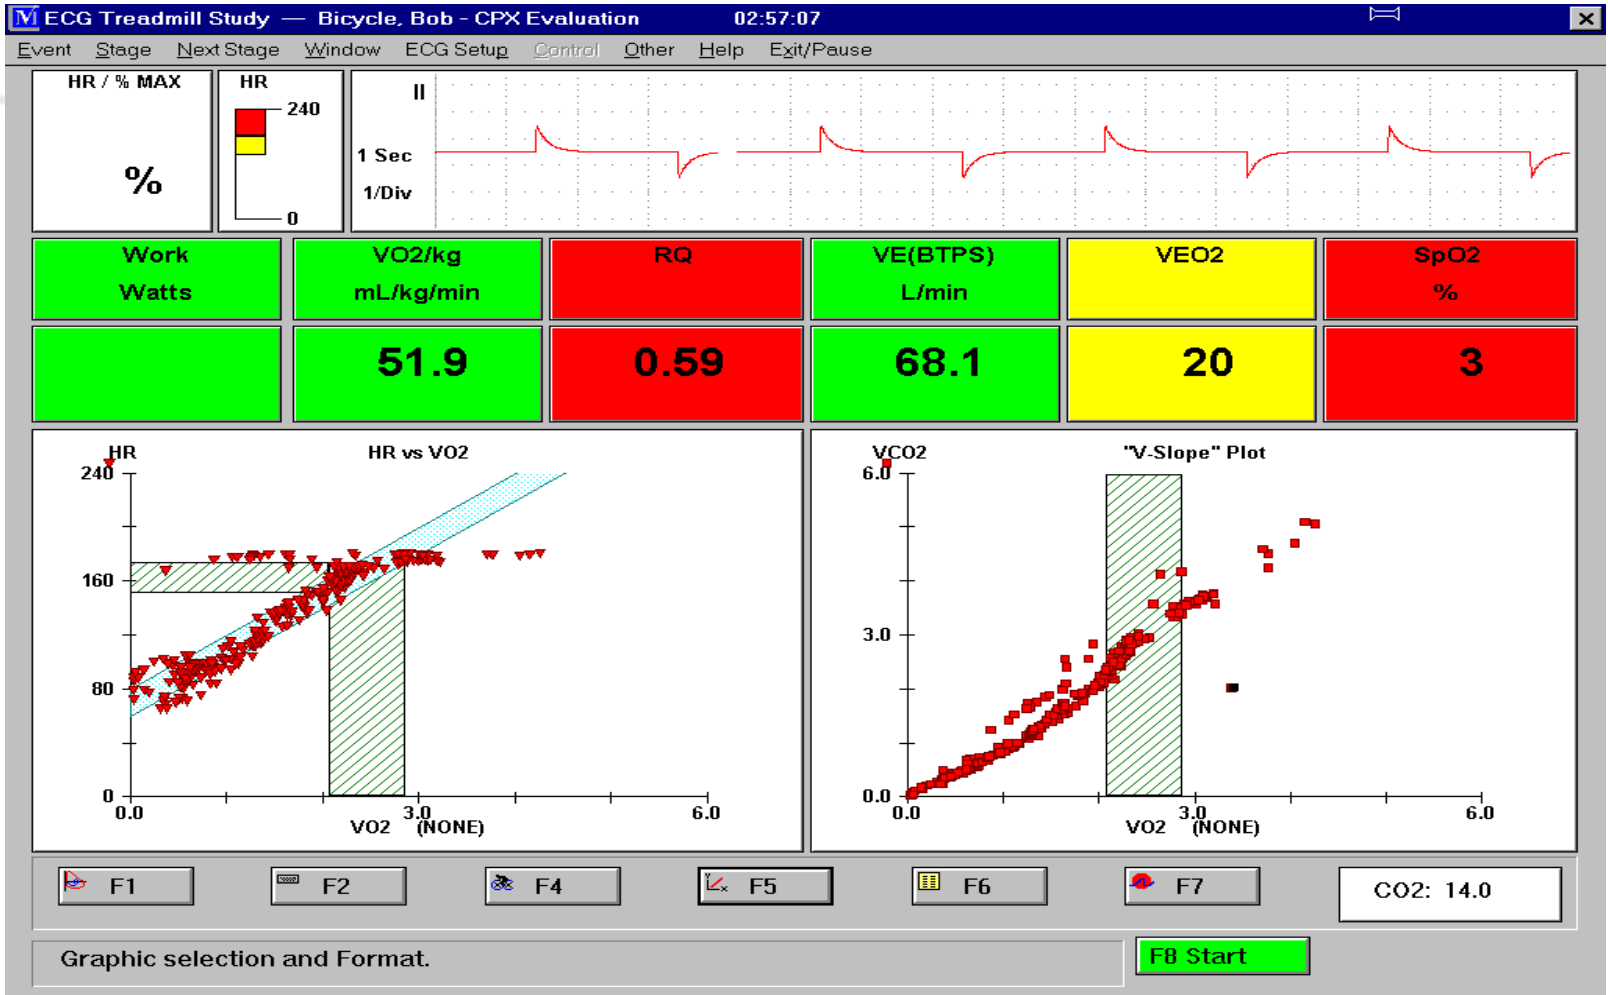 M ECG Treadmill Study — Bicycle, Bob - CPX Evaluation 02:57:07
Event Stage Next Stage Window ECG Setup Control Other Help Exit/Pause
HR / % MAX
%
HR
240
0
II
1 Sec
1/Div
Work
Watts
VO2/kg
mL/kg/min
RQ
VE(BTPS)
L/min
VEO2
SpO2
%
51.9
0.59
68.1
20
3
HR
HR vs VO2
240
160
80
0
0.0 3.0 6.0
VO2 (NONE)
VCO2
"V-Slope" Plot
6.0
3.0
0.0
0.0 3.0 6.0
VO2 (NONE)
F1
F2
F4
F5
F6
F7
CO2: 14.0
Graphic selection and Format.
F8 Start